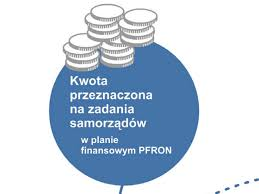 Kwota
przeznaczona
na zadania
samorządów
w planie
finansowym PFRON